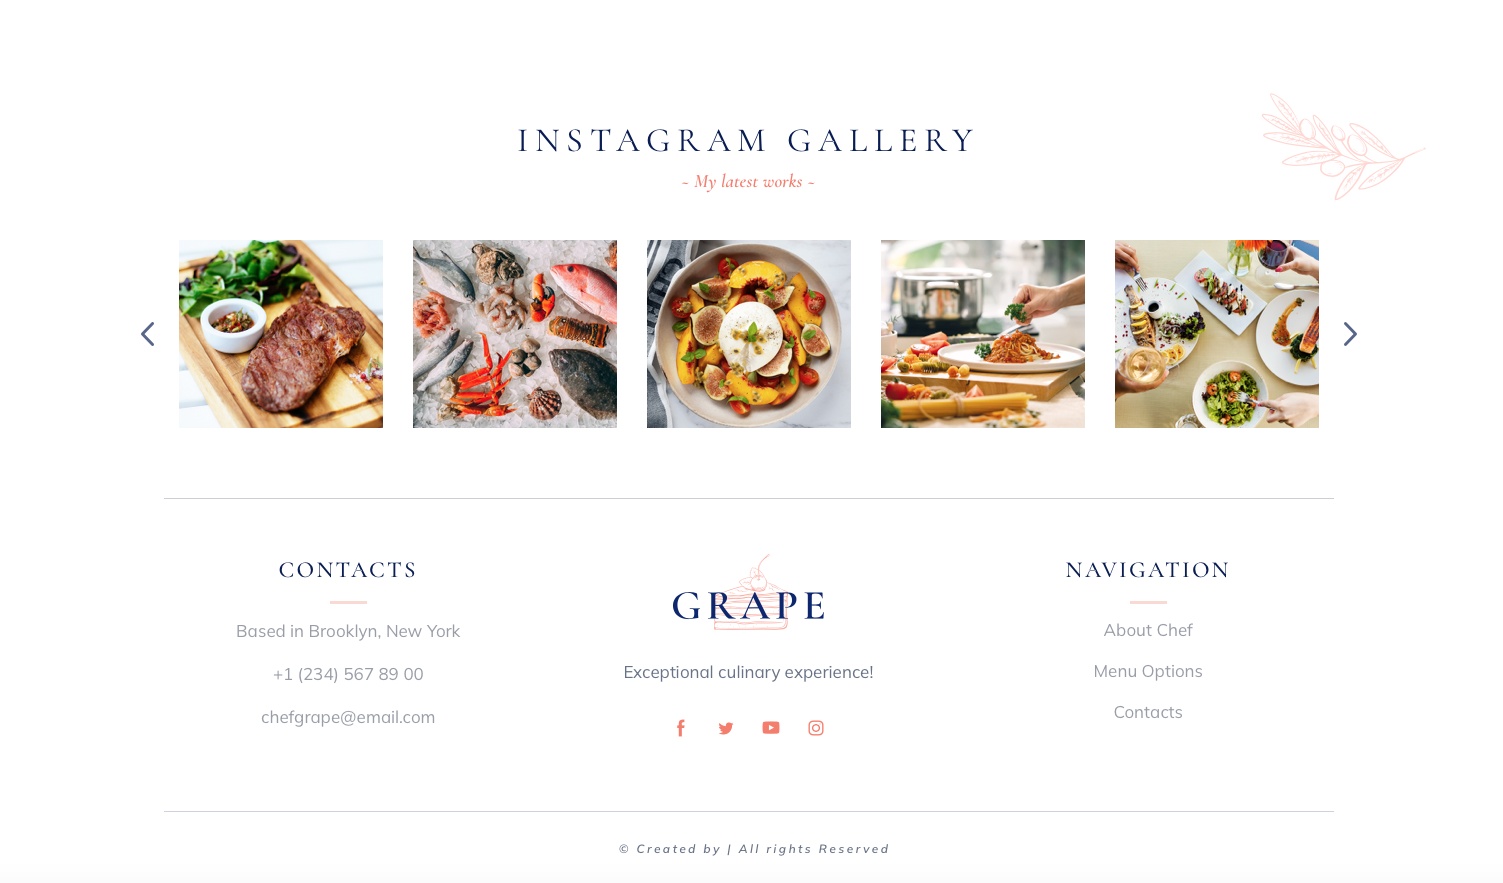 INSTAGRAM GALLERY
~ My latest works ~
CONTACTS
Based in Brooklyn, New York
+1 (234) 567 89 00
chefgrape@email.com
GRAPE
Exceptional culinary experience!
NAVIGATION
About Chef
Menu Options
Contacts
© Created by | All rights Reserved